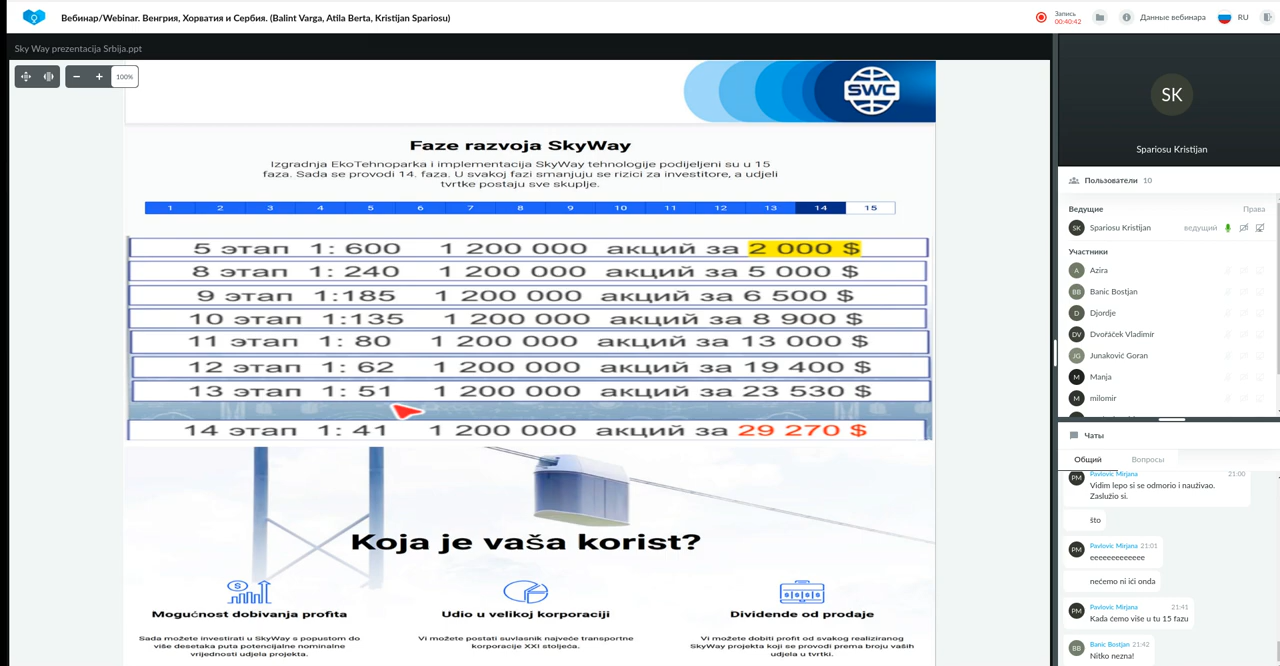 Вебинар/Webinar. Венгрия, Хорватия и Сербия. (Balint Varga, Atila Berta, Kristijan Spariosu)
Запись
00:40:42
Данные вебинара
RU
Sky Way prezentacija Srbija.ppt
100%
SWC
Faze razvoja SkyWay
Izgradnja EkoTehnoparka i implementacija SkyWay tehnologije podijeljeni su u 15
faza. Sada se provodi 14. faza. U svakoj fazi smanjuju se rizici za investitore, a udjeli
tvrtke postaju sve skuplje.
1 2 3 4 5 6 7 8 9 10 11 12 13 14 15
5 этап 1: 600 1 200 000 акций за 2 000 $
8 этап 1: 240 1 200 000 акций за 5 000 $
9 этап 1:185 1 200 000 акций за 6 500 $
10 этап 1:135 1 200 000 акций за 8 900 $
11 этап 1: 80 1 200 000 акций за 13 000 $
12 этап 1: 62 1 200 000 акций за 19 400 $
13 этап 1: 51 1 200 000 акций за 23 530 $
14 этап 1: 41 1 200 000 акций за 29 270 $
Koja je vaša korist?
Mogućnost dobivanja profita
Sada možete investirati u SkyWay s popustom do
više desetaka puta potencijalne nominalne
vrijednosti udjela projekta.
Udio u velikoj korporaciji
Vi možete postati suvlasnik najveće transportne
korporacije XXI stoljeća.
Dividende od prodaje
Vi možete dobiti profit od svakog realiziranog
SkyWay projekta koji se provodi prema broju vaših
udjela u tvrtki.
SK
Spariosu Kristijan
Пользователи 10
Ведущие Права
SK Spariosu Kristijan ведущий
Участники
A Azira
BB Banic Bostjan
D Djordje
DV Dvořáček Vladimír
JG Junaković Goran
M Manja
M milomir
Чаты
Общий Вопросы
PM Pavlovic Mirjana 21:00
Vidim lepo si se odmorio i nauživao.
Zaslužio si.
što
PM Pavlovic Mirjana 21:01
eeeeeeeeeeeee
nećemo ni ići onda
PM Pavlovic Mirjana 21:41
Kada ćemo više u tu 15 fazu
BB Banic Bostjan 21:42
Nitko nezna!